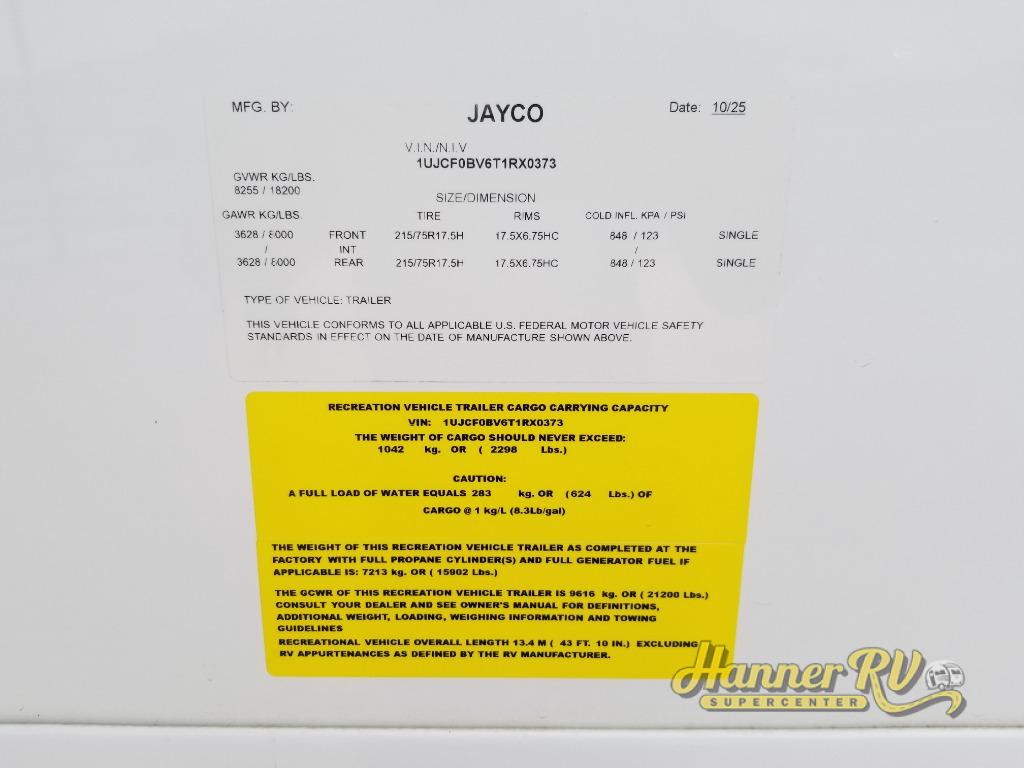 MFG. BY: JAYCO Date: 10/25
V.I.N./N.I.V
1UJCF0BV6T1RX0373
GVWR KG/LBS.
8255 / 18200
SIZE/DIMENSION
GAWR KG/LBS. TIRE RIMS COLD INFL. KPA / PSI
3628 / 8000 FRONT 215/75R17.5H 17.5X6.75HC 848 / 123 SINGLE
/ INT /
3628 / 8000 REAR 215/75R17.5H 17.5X6.75HC 848 / 123 SINGLE
TYPE OF VEHICLE: TRAILER
THIS VEHICLE CONFORMS TO ALL APPLICABLE U.S. FEDERAL MOTOR VEHICLE SAFETY
STANDARDS IN EFFECT ON THE DATE OF MANUFACTURE SHOWN ABOVE.
RECREATION VEHICLE TRAILER CARGO CARRYING CAPACITY
VIN: 1UJCF0BV6T1RX0373
THE WEIGHT OF CARGO SHOULD NEVER EXCEED:
1042 kg. OR ( 2298 Lbs.)
CAUTION:
A FULL LOAD OF WATER EQUALS 283 kg. OR (624 Lbs.) OF
CARGO @ 1 kg/L (8.3Lb/gal)
THE WEIGHT OF THIS RECREATION VEHICLE TRAILER AS COMPLETED AT THE
FACTORY WITH FULL PROPANE CYLINDER(S) AND FULL GENERATOR FUEL IF
APPLICABLE IS: 7213 kg. OR ( 15902 Lbs.)
THE GCWR OF THIS RECREATION VEHICLE TRAILER IS 9616 kg. OR ( 21200 Lbs.)
CONSULT YOUR DEALER AND SEE OWNER'S MANUAL FOR DEFINITIONS,
ADDITIONAL WEIGHT, LOADING, WEIGHING INFORMATION AND TOWING
GUIDELINES
RECREATIONAL VEHICLE OVERALL LENGTH 13.4 M ( 43 FT. 10 IN.) EXCLUDING
RV APPURTENANCES AS DEFINED BY THE RV MANUFACTURER.
Hanner RV
SUPERCENTER